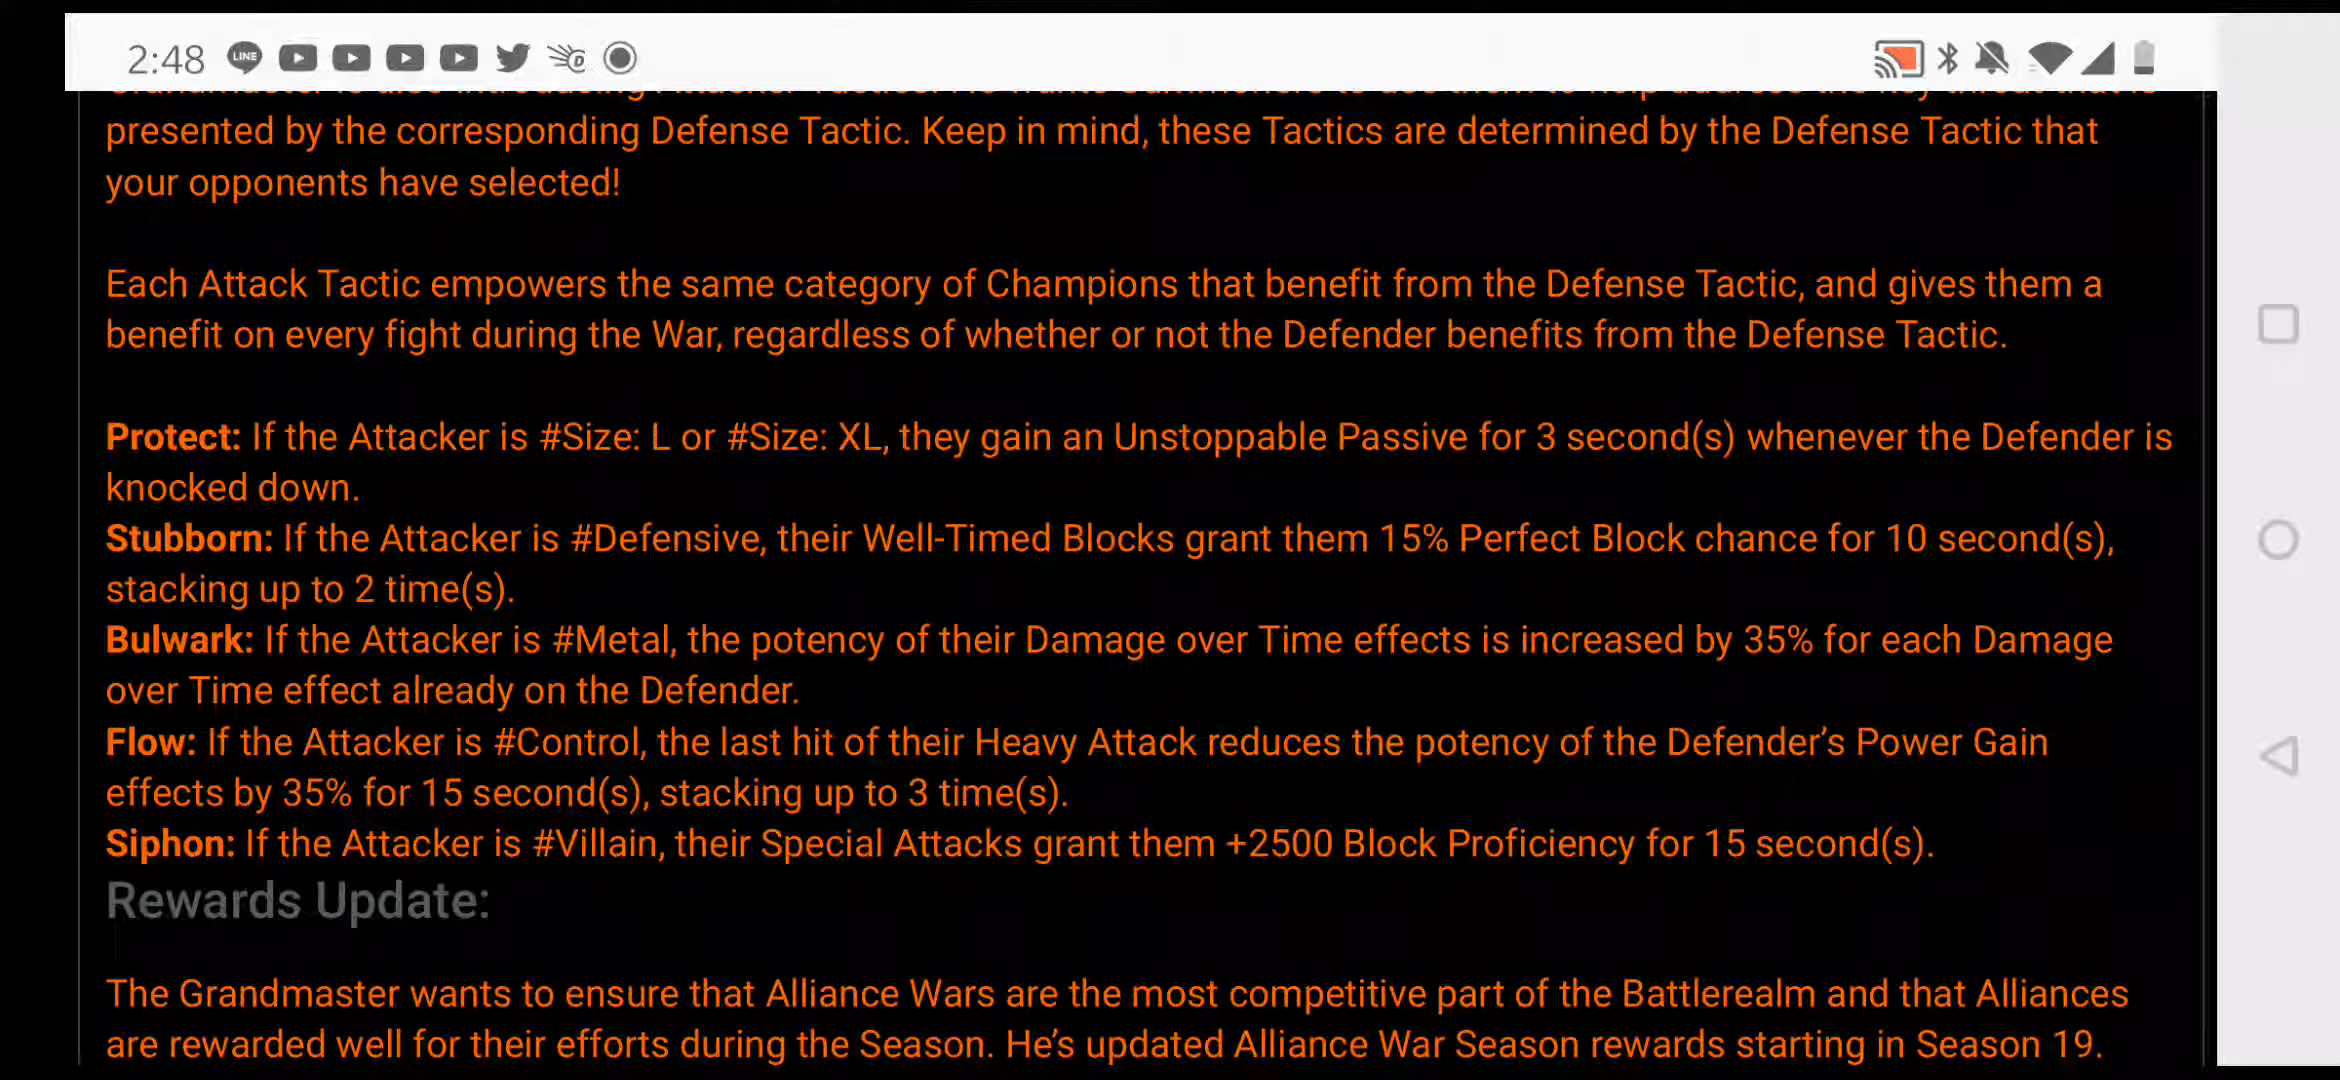 2:48
LINE
presented by the corresponding Defense Tactic. Keep in mind, these Tactics are determined by the Defense Tactic that
your opponents have selected!
Each Attack Tactic empowers the same category of Champions that benefit from the Defense Tactic, and gives them a
benefit on every fight during the War, regardless of whether or not the Defender benefits from the Defense Tactic.
Protect: If the Attacker is #Size: L or #Size: XL, they gain an Unstoppable Passive for 3 second(s) whenever the Defender is
knocked down.
Stubborn: If the Attacker is #Defensive, their Well-Timed Blocks grant them 15% Perfect Block chance for 10 second(s),
stacking up to 2 time(s).
Bulwark: If the Attacker is #Metal, the potency of their Damage over Time effects is increased by 35% for each Damage
over Time effect already on the Defender.
Flow: If the Attacker is #Control, the last hit of their Heavy Attack reduces the potency of the Defender’s Power Gain
effects by 35% for 15 second(s), stacking up to 3 time(s).
Siphon: If the Attacker is #Villain, their Special Attacks grant them +2500 Block Proficiency for 15 second(s).
Rewards Update:
The Grandmaster wants to ensure that Alliance Wars are the most competitive part of the Battlerealm and that Alliances
are rewarded well for their efforts during the Season. He’s updated Alliance War Season rewards starting in Season 19.